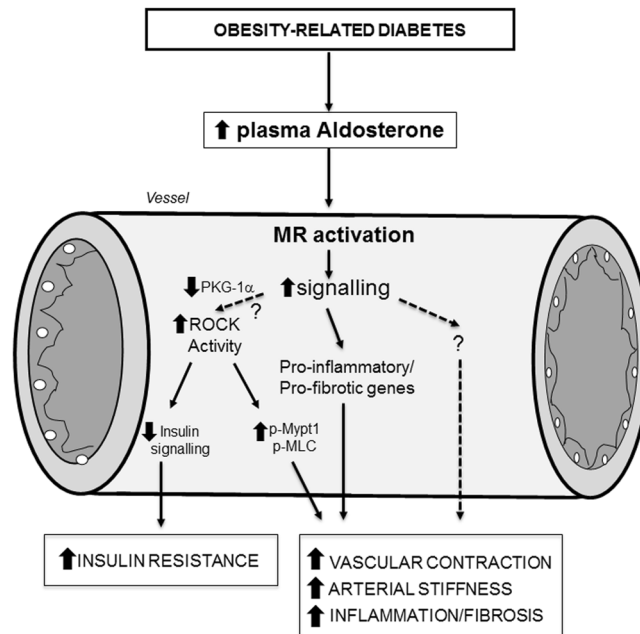 OBESITY-RELATED DIABETES
plasma Aldosterone
Vessel
MR activation
PKG-1α
signalling
?
ROCK
Activity
?
Pro-inflammatory/
Pro-fibrotic genes
Insulin
signalling
p-Mypt1
p-MLC
INSULIN RESISTANCE
VASCULAR CONTRACTION
ARTERIAL STIFFNESS
INFLAMMATION/FIBROSIS